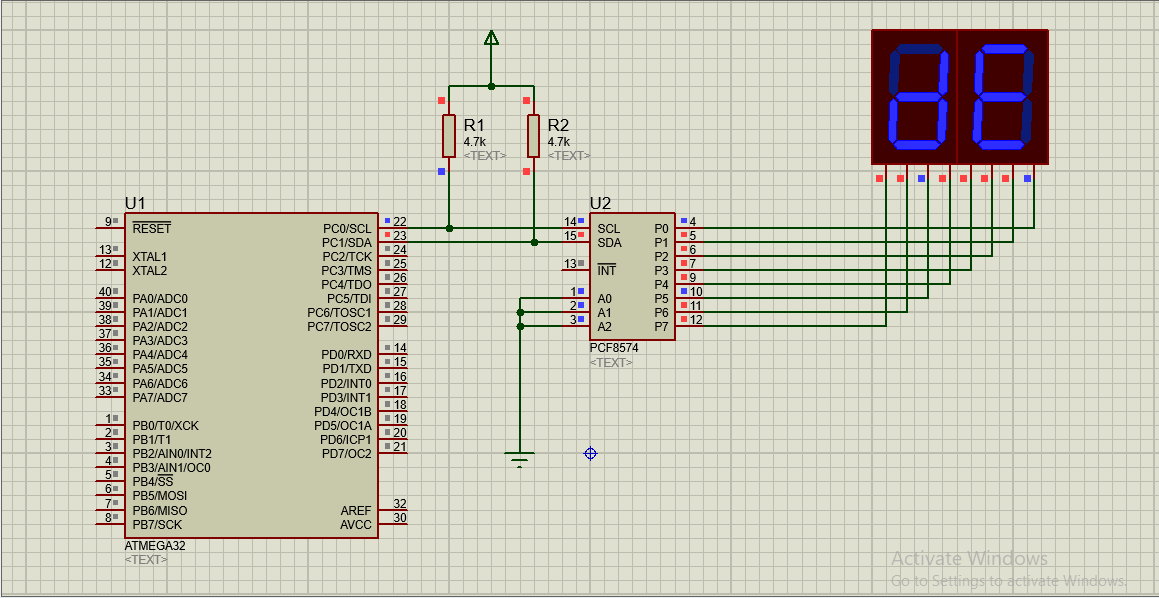 R1
4.7k
<TEXT>
R2
4.7k
<TEXT>
U1
9 RESET
13 XTAL1
12 XTAL2
40 PA0/ADC0
39 PA1/ADC1
38 PA2/ADC2
37 PA3/ADC3
36 PA4/ADC4
35 PA5/ADC5
34 PA6/ADC6
33 PA7/ADC7
1 PB0/T0/XCK
2 PB1/T1
3 PB2/AIN0/INT2
4 PB3/AIN1/OC0
5 PB4/SS
6 PB5/MOSI
7 PB6/MISO
8 PB7/SCK
PC0/SCL 22
PC1/SDA 23
PC2/TCK 24
PC3/TMS 25
PC4/TDO 26
PC5/TDI 27
PC6/TOSC1 28
PC7/TOSC2 29
PD0/RXD 14
PD1/TXD 15
PD2/INT0 16
PD3/INT1 17
PD4/OC1B 18
PD5/OC1A 19
PD6/ICP1 20
PD7/OC2 21
AREF 32
AVCC 30
ATMEGA32
<TEXT>
U2
14 SCL
15 SDA
13 INT
1 A0
2 A1
3 A2
P0 4
P1 5
P2 6
P3 7
P4 9
P5 10
P6 11
P7 12
PCF8574
<TEXT>
Activate Windows
Go to Settings to activate Windows.